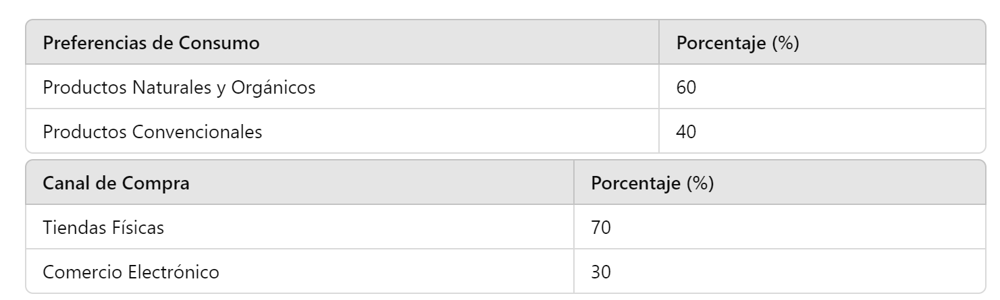 Preferencias de Consumo Porcentaje (%)
Productos Naturales y Orgánicos 60
Productos Convencionales 40
Canal de Compra Porcentaje (%)
Tiendas Físicas 70
Comercio Electrónico 30